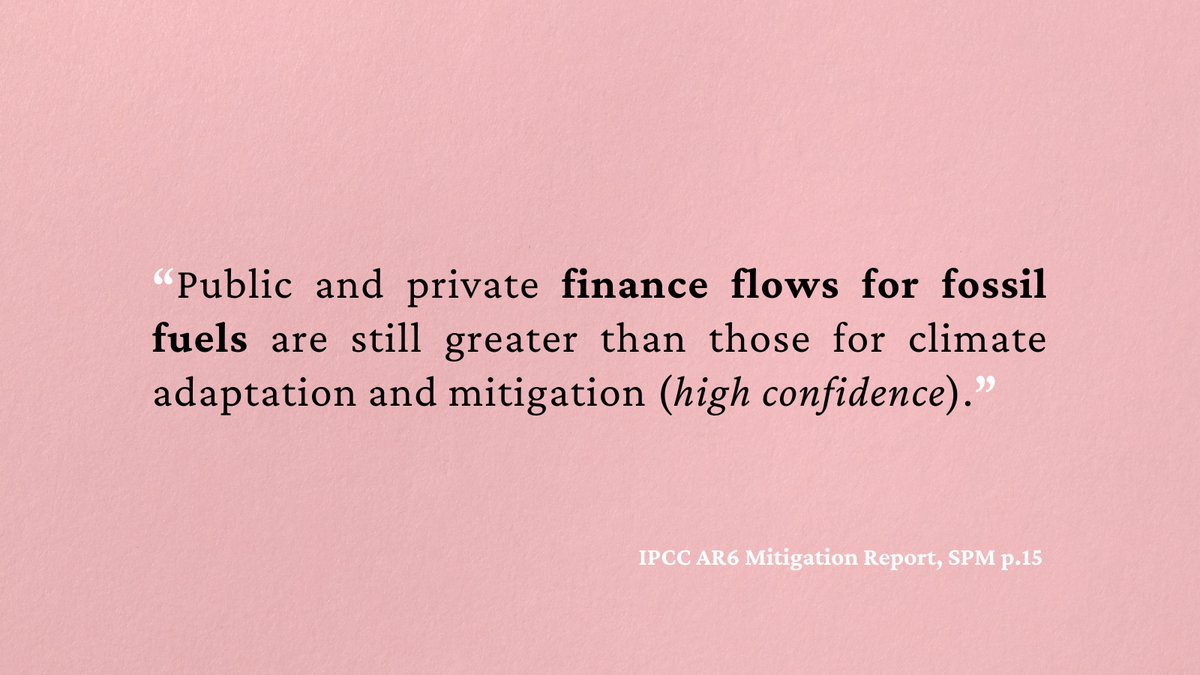 “Public and private finance flows for fossil
fuels are still greater than those for climate
adaptation and mitigation (high confidence).”
IPCC AR6 Mitigation Report, SPM p.15